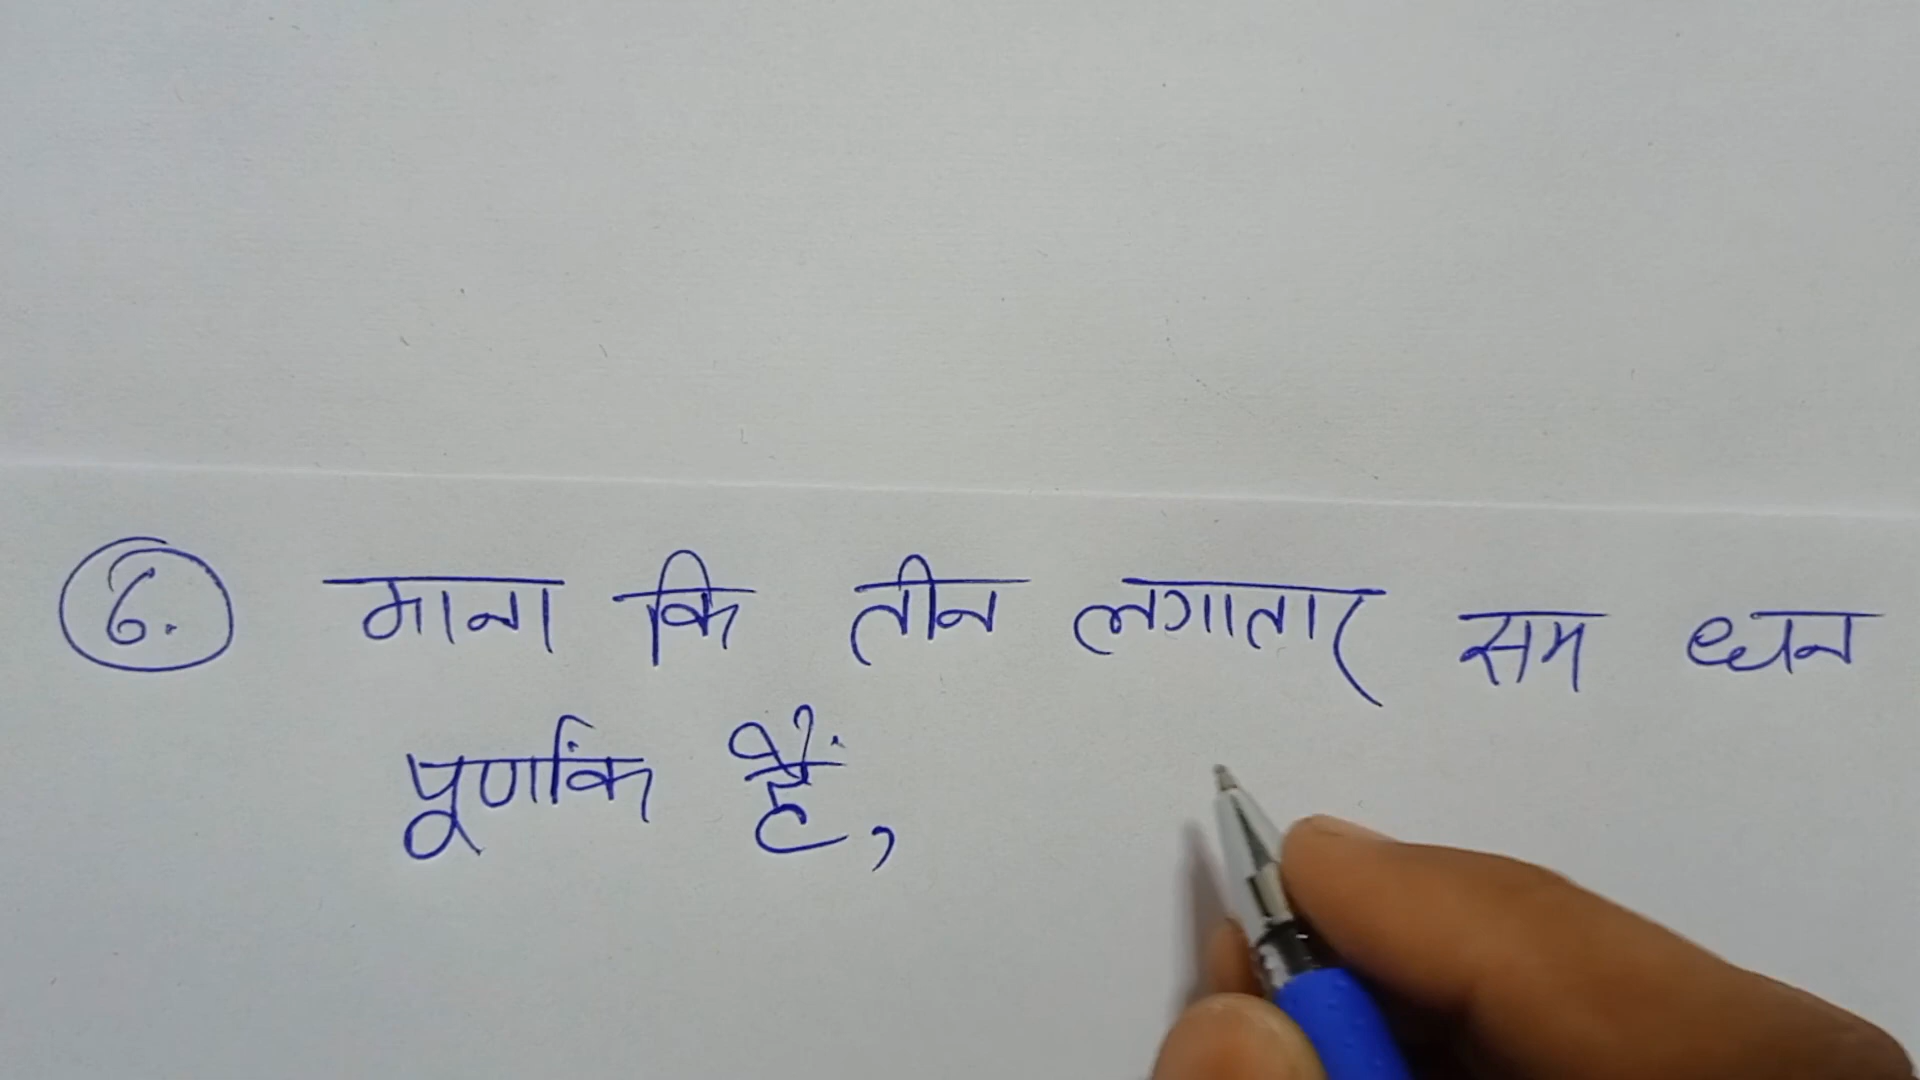 6. माना कि तीन लगातार सम धन
पूर्णांक हैं,